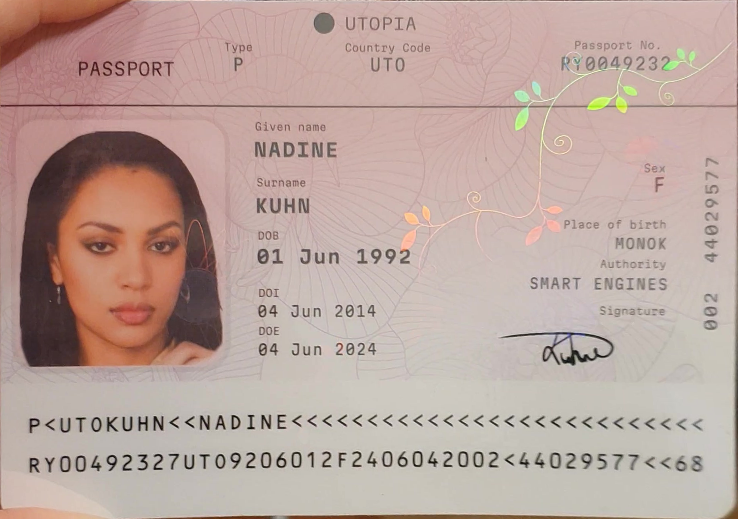 UTOPIA
PASSPORT
Type
P
Country Code
UTO
Passport No.
RY0049232
Given name
NADINE
Surname
KUHN
Sex
F
DOB
01 Jun 1992
Place of birth
MONOK
Authority
SMART ENGINES
DOI
04 Jun 2014
Signature
DOE
04 Jun 2024
002 44029577
P<UTOKUHN<<NADINE<<<<<<<<<<<<<<<<<<<<<<<<<<<
RY00492327UTO9206012F2406042002<44029577<<68